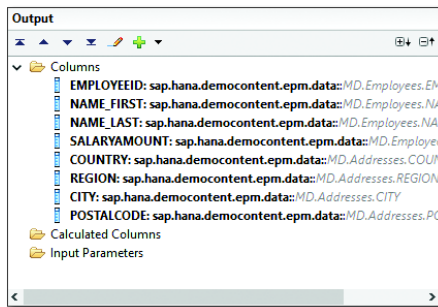 Output
Columns
EMPLOYEEID: sap.hana.democontent.epm.data::MD.Employees.EM
NAME_FIRST: sap.hana.democontent.epm.data::MD.Employees.NA
NAME_LAST: sap.hana.democontent.epm.data::MD.Employees.NA
SALARYAMOUNT: sap.hana.democontent.epm.data::MD.Employee
COUNTRY: sap.hana.democontent.epm.data::MD.Addresses.COUN
REGION: sap.hana.democontent.epm.data::MD.Addresses.REGION
CITY: sap.hana.democontent.epm.data::MD.Addresses.CITY
POSTALCODE: sap.hana.democontent.epm.data::MD.Addresses.PO
Calculated Columns
Input Parameters